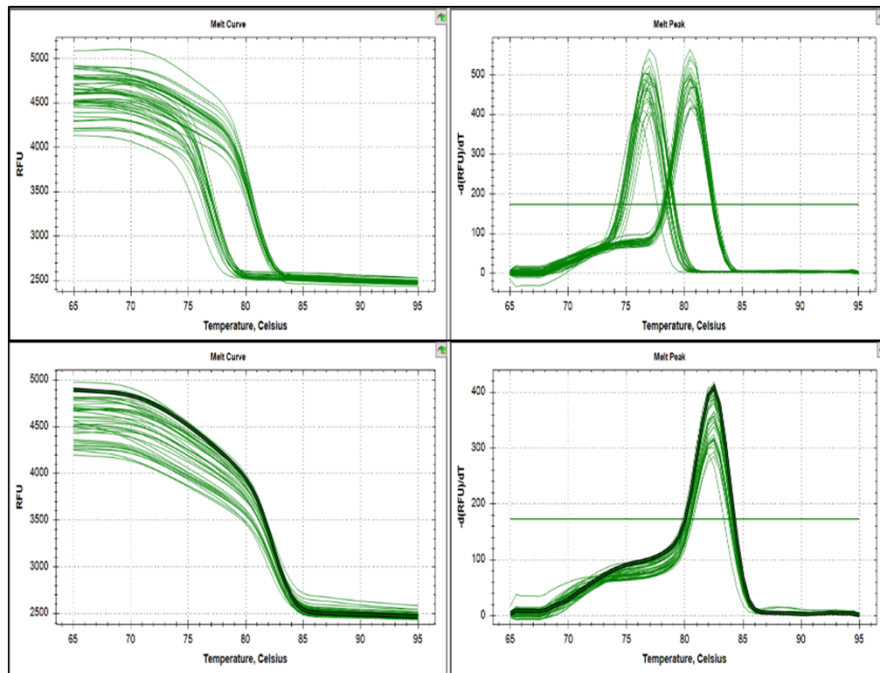 Melt Curve
5000
4500
4000
3500
3000
2500
RFU
65 70 75 80 85 90 95
Temperature, Celsius
Melt Peak
500
400
300
200
100
0
-d(RFU)/dT
65 70 75 80 85 90 95
Temperature, Celsius
Melt Curve
5000
4500
4000
3500
3000
2500
RFU
65 70 75 80 85 90 95
Temperature, Celsius
Melt Peak
400
300
200
100
0
-d(RFU)/dT
65 70 75 80 85 90 95
Temperature, Celsius